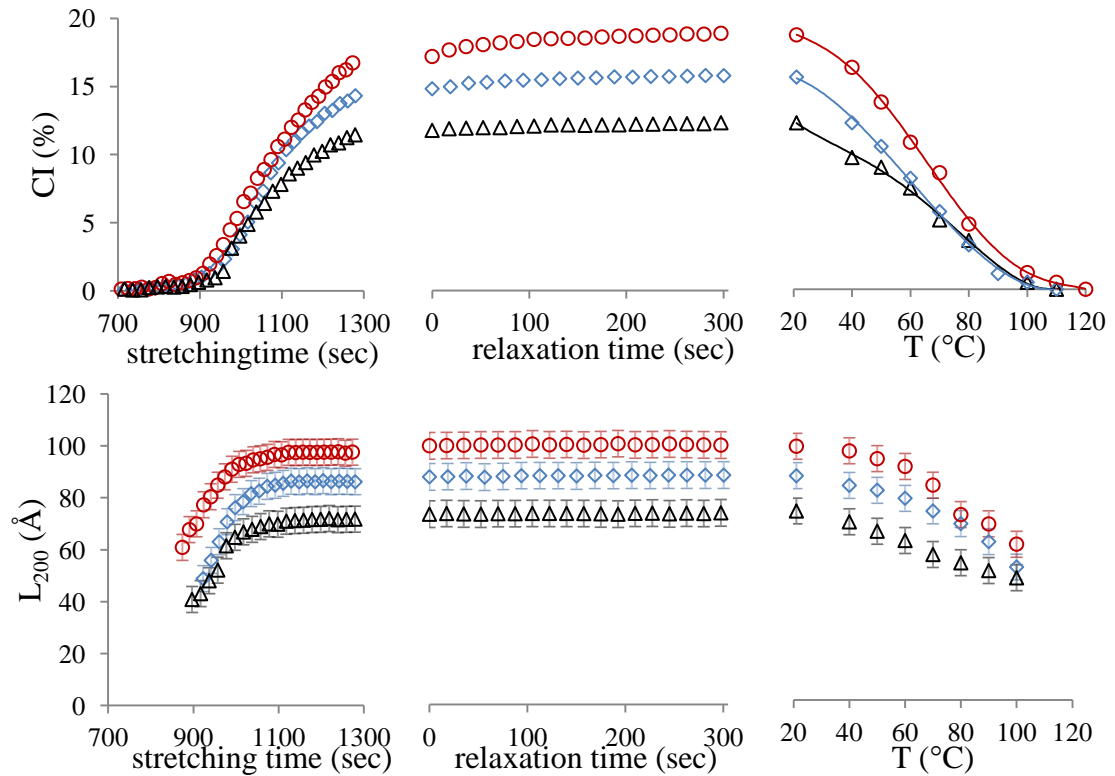 CI (%)
20
15
10
5
0
700 900 1100 1300
stretchingtime (sec)
0 100 200 300
relaxation time (sec)
20 40 60 80 100 120
T (°C)
L200 (Å)
120
100
80
60
40
20
0
700 900 1100 1300
stretching time (sec)
0 100 200 300
relaxation time (sec)
20 40 60 80 100 120
T (°C)